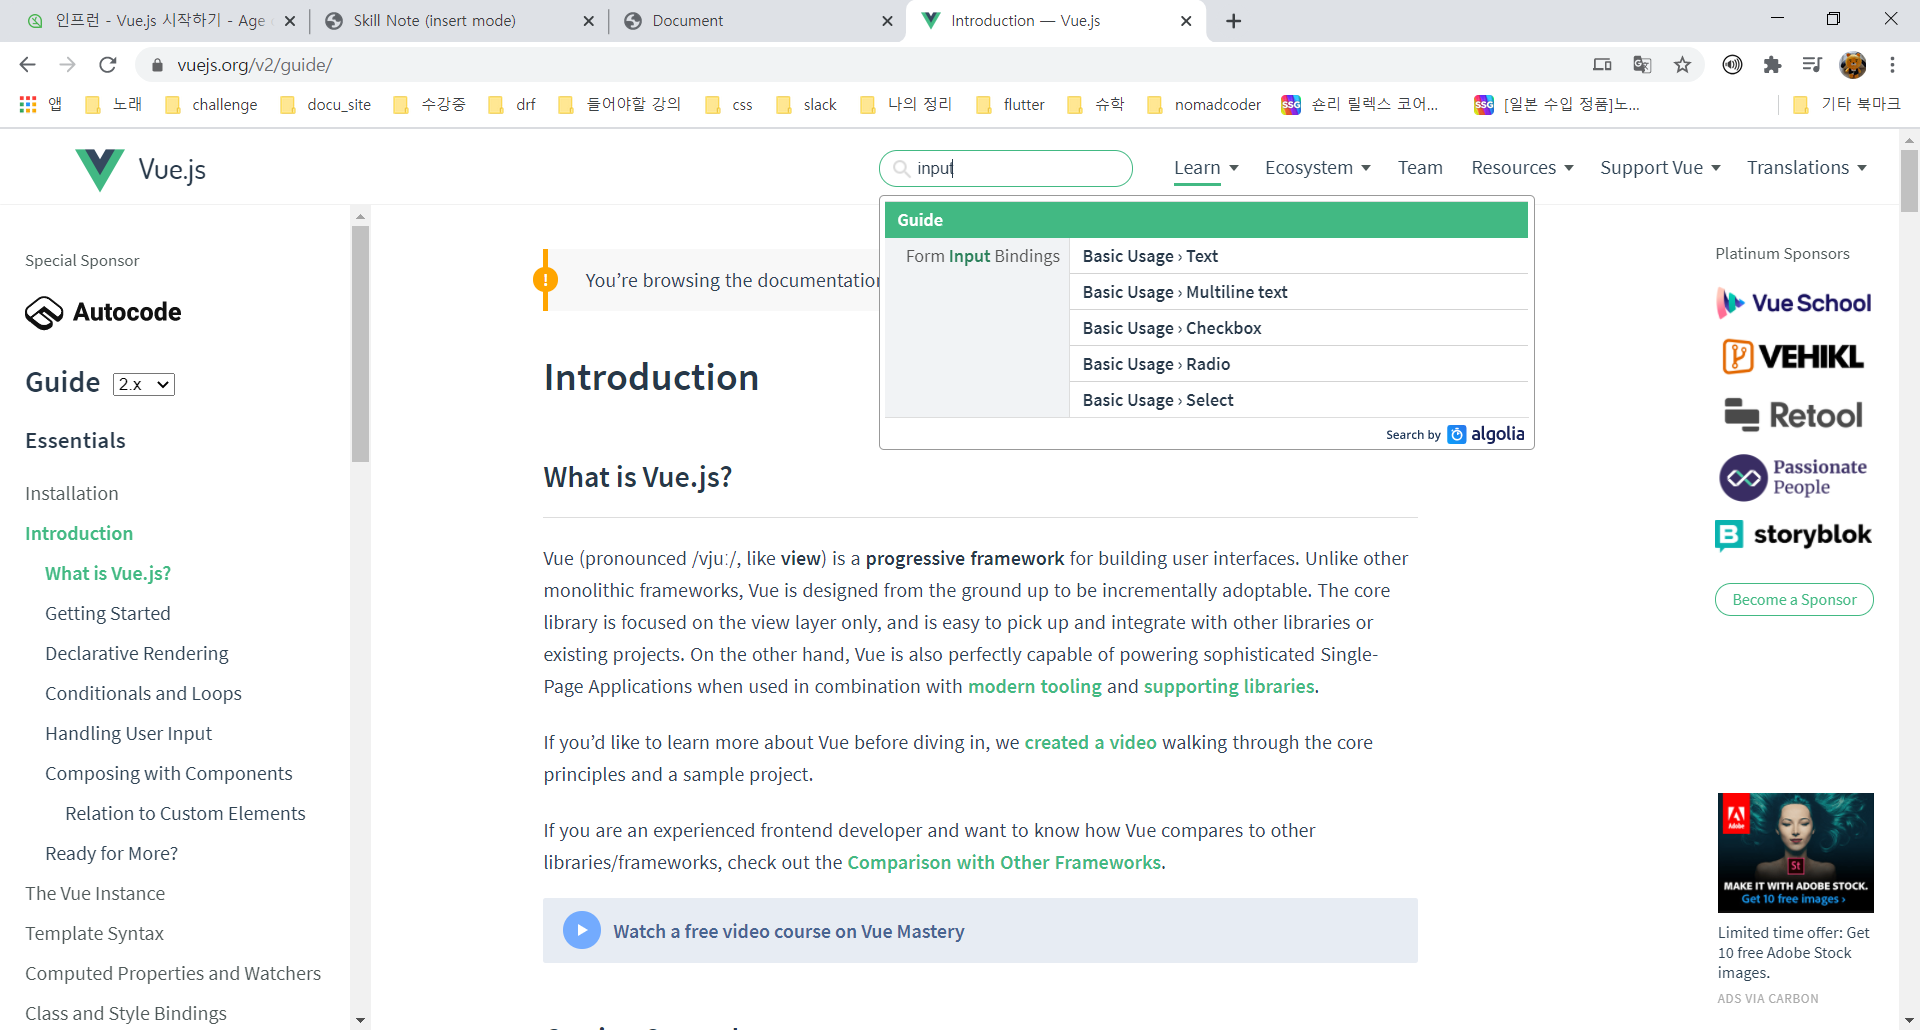 인프런 - Vue.js 시작하기 - Age
Skill Note (insert mode)
Document
Introduction — Vue.js
vuejs.org/v2/guide/
앱
노래
challenge
docu_site
수강중
drf
들어야할 강의
css
slack
나의 정리
flutter
슈학
nomadcoder
SSG
숀리 릴렉스 코어...
SSG
[일본 수입 정품]노...
기타 북마크
Vue.js
input
Learn
Ecosystem
Team
Resources
Support Vue
Translations
Guide
Form Input Bindings
Basic Usage › Text
Basic Usage › Multiline text
Basic Usage › Checkbox
Basic Usage › Radio
Basic Usage › Select
Search by algolia
Special Sponsor
Autocode
Guide 2.x
Essentials
Installation
Introduction
What is Vue.js?
Getting Started
Declarative Rendering
Conditionals and Loops
Handling User Input
Composing with Components
Relation to Custom Elements
Ready for More?
The Vue Instance
Template Syntax
Computed Properties and Watchers
Class and Style Bindings
!
You’re browsing the documentation
Introduction
What is Vue.js?
Vue (pronounced /vjuː/, like view) is a progressive framework for building user interfaces. Unlike other
monolithic frameworks, Vue is designed from the ground up to be incrementally adoptable. The core
library is focused on the view layer only, and is easy to pick up and integrate with other libraries or
existing projects. On the other hand, Vue is also perfectly capable of powering sophisticated Single-
Page Applications when used in combination with modern tooling and supporting libraries.
If you’d like to learn more about Vue before diving in, we created a video walking through the core
principles and a sample project.
If you are an experienced frontend developer and want to know how Vue compares to other
libraries/frameworks, check out the Comparison with Other Frameworks.
Watch a free video course on Vue Mastery
Platinum Sponsors
Vue School
VEHIKL
Retool
Passionate
People
B storyblok
Become a Sponsor
Adobe
St
MAKE IT WITH ADOBE STOCK.
Get 10 free images ›
Limited time offer: Get
10 free Adobe Stock
images.
ADS VIA CARBON